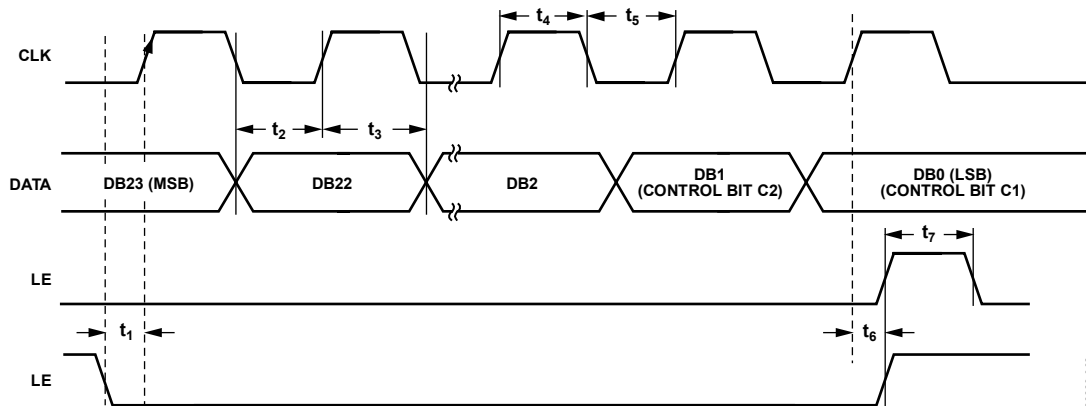 t₄ t₅
CLK
t₂ t₃
DATA DB23 (MSB) DB22 DB2 DB1 (CONTROL BIT C2) DB0 (LSB) (CONTROL BIT C1)
t₇
LE
t₁ t₆
LE